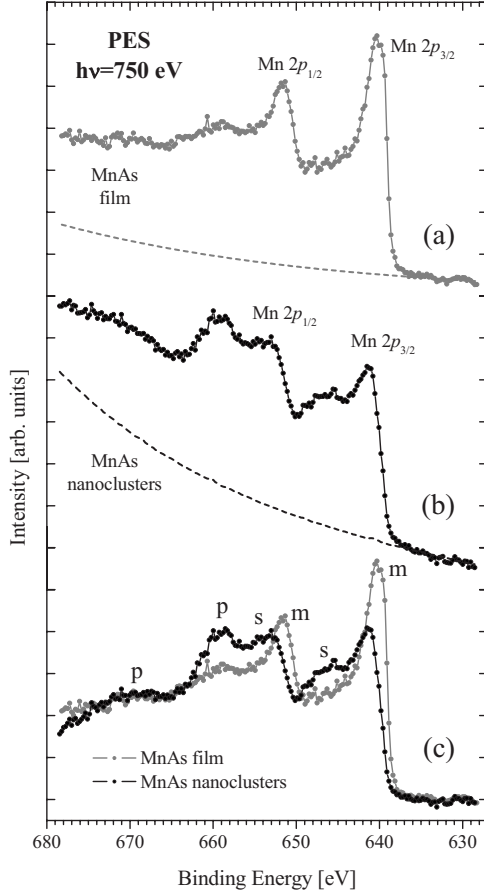 PES
hν=750 eV
Mn 2p₁/₂
Mn 2p₃/₂
MnAs
film
(a)
Mn 2p₁/₂
Mn 2p₃/₂
MnAs
nanoclusters
(b)
Intensity [arb. units]
p
p
s
m
s
m
MnAs film
MnAs nanoclusters
(c)
680 670 660 650 640 630
Binding Energy [eV]